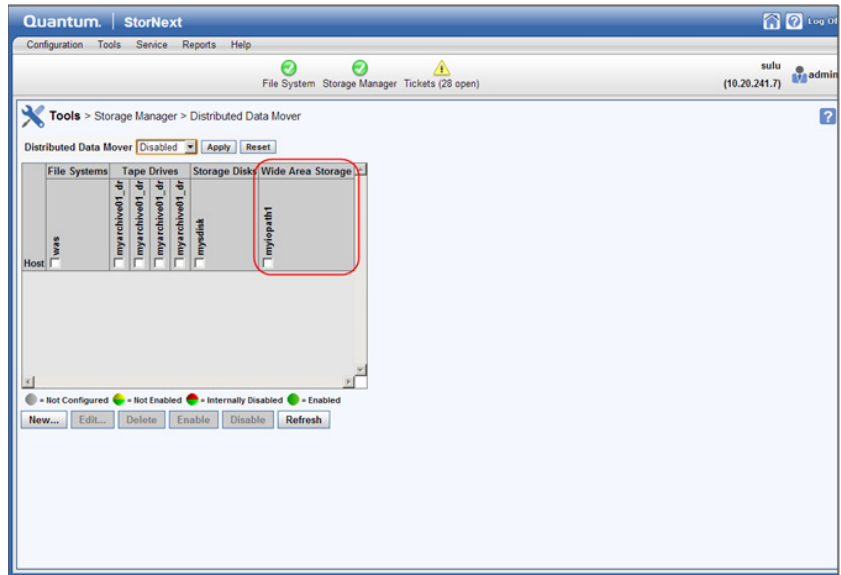 Quantum. | StorNext
Log Of
Configuration Tools Service Reports Help
File System Storage Manager Tickets (28 open)
sulu
(10.20.241.7)
admin
Tools > Storage Manager > Distributed Data Mover
Distributed Data Mover Disabled Apply Reset
File Systems Tape Drives Storage Disks Wide Area Storage
Host
was
myarchive01_dr
myarchive01_dr
myarchive01_dr
myarchive01_dr
mysdisk
myiopath1
= Not Configured = Not Enabled = Internally Disabled = Enabled
New... Edit... Delete Enable Disable Refresh